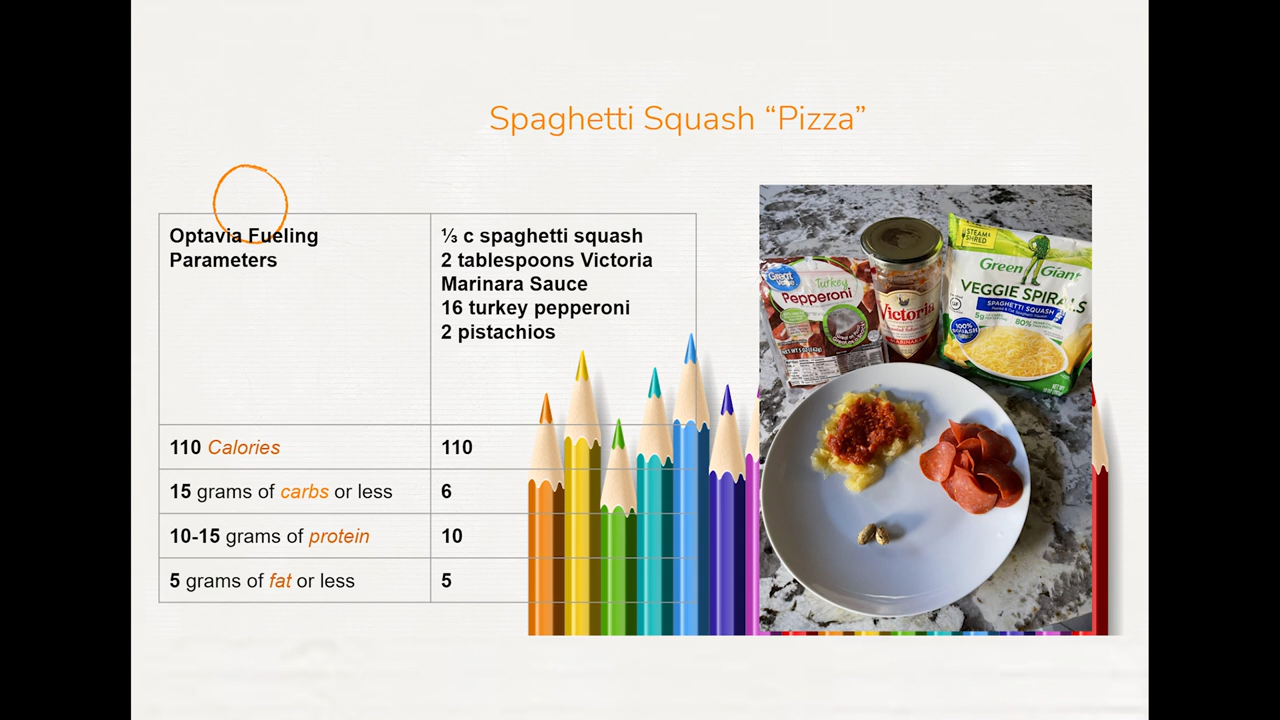 Spaghetti Squash “Pizza”
Optavia Fueling
Parameters
⅓ c spaghetti squash
2 tablespoons Victoria
Marinara Sauce
16 turkey pepperoni
2 pistachios
110 Calories
110
15 grams of carbs or less
6
10-15 grams of protein
10
5 grams of fat or less
5
Great
Value
Turkey
Pepperoni
Victoria
MARINARA
STEAM &
SHRED
Green Giant
VEGGIE SPIRALS
SPAGHETTI SQUASH
5g
80%
100%
SQUASH